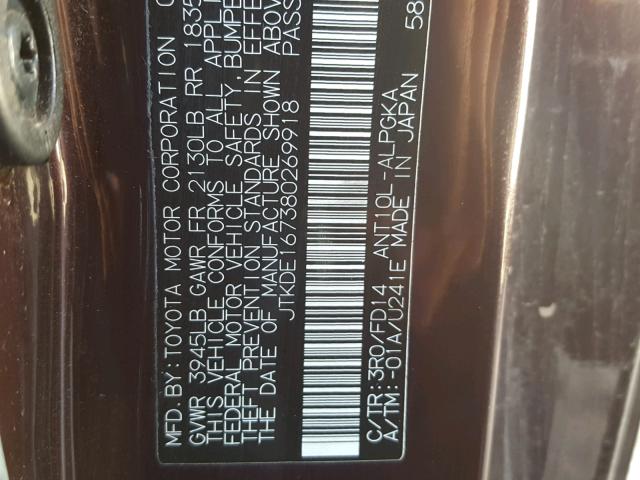 MFD.BY:TOYOTA MOTOR CORPORATION
GVWR 3945LB GAWR FR 2130LB RR 1835
THIS VEHICLE CONFORMS TO ALL APPLI
FEDERAL MOTOR VEHICLE SAFETY, BUMPE
THEFT PREVENTION STANDARDS IN EFFE
THE DATE OF MANUFACTURE SHOWN ABOV
JTKDE167380269918 PASS
C/TR:3R0/FD14 ANT10L-ALPGKA
A/TM:-01A/U241E MADE IN JAPAN 58